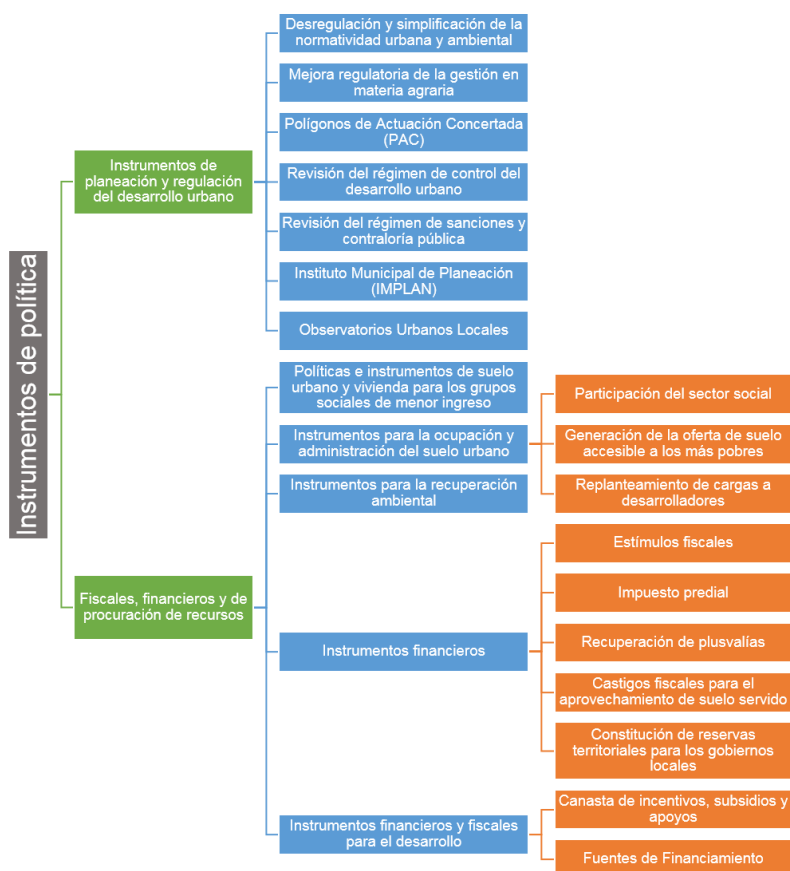 Instrumentos de política
Instrumentos de
planeación y regulación
del desarrollo urbano
Desregulación y simplificación de la
normatividad urbana y ambiental
Mejora regulatoria de la gestión en
materia agraria
Polígonos de Actuación Concertada
(PAC)
Revisión del régimen de control del
desarrollo urbano
Revisión del régimen de sanciones y
contraloría pública
Instituto Municipal de Planeación
(IMPLAN)
Observatorios Urbanos Locales
Fiscales, financieros y de
procuración de recursos
Políticas e instrumentos de suelo
urbano y vivienda para los grupos
sociales de menor ingreso
Instrumentos para la ocupación y
administración del suelo urbano
Participación del sector social
Generación de la oferta de suelo
accesible a los más pobres
Replanteamiento de cargas a
desarrolladores
Instrumentos para la recuperación
ambiental
Instrumentos financieros
Estímulos fiscales
Impuesto predial
Recuperación de plusvalías
Castigos fiscales para el
aprovechamiento de suelo servido
Constitución de reservas
territoriales para los gobiernos
locales
Instrumentos financieros y fiscales
para el desarrollo
Canasta de incentivos, subsidios y
apoyos
Fuentes de Financiamiento